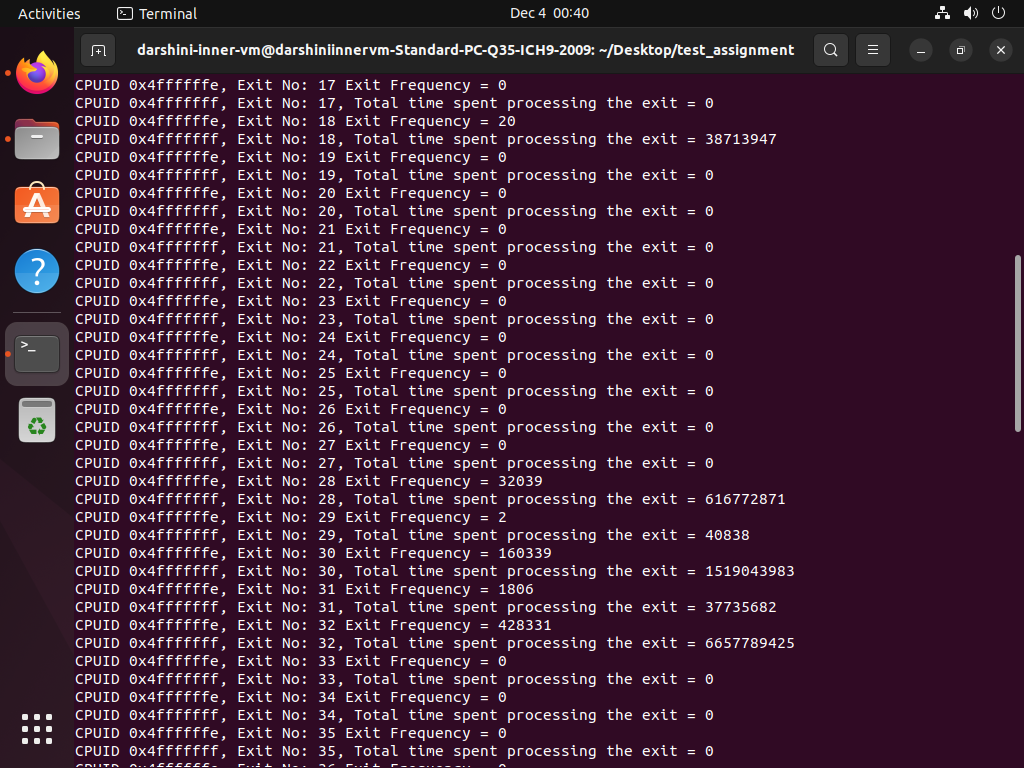 Activities Terminal Dec 4 00:40
darshini-inner-vm@darshiniinnervm-Standard-PC-Q35-ICH9-2009: ~/Desktop/test_assignment
CPUID 0x4ffffffe, Exit No: 17 Exit Frequency = 0
CPUID 0x4fffffff, Exit No: 17, Total time spent processing the exit = 0
CPUID 0x4ffffffe, Exit No: 18 Exit Frequency = 20
CPUID 0x4fffffff, Exit No: 18, Total time spent processing the exit = 38713947
CPUID 0x4ffffffe, Exit No: 19 Exit Frequency = 0
CPUID 0x4fffffff, Exit No: 19, Total time spent processing the exit = 0
CPUID 0x4ffffffe, Exit No: 20 Exit Frequency = 0
CPUID 0x4fffffff, Exit No: 20, Total time spent processing the exit = 0
CPUID 0x4ffffffe, Exit No: 21 Exit Frequency = 0
CPUID 0x4fffffff, Exit No: 21, Total time spent processing the exit = 0
CPUID 0x4ffffffe, Exit No: 22 Exit Frequency = 0
CPUID 0x4fffffff, Exit No: 22, Total time spent processing the exit = 0
CPUID 0x4ffffffe, Exit No: 23 Exit Frequency = 0
CPUID 0x4fffffff, Exit No: 23, Total time spent processing the exit = 0
CPUID 0x4ffffffe, Exit No: 24 Exit Frequency = 0
CPUID 0x4fffffff, Exit No: 24, Total time spent processing the exit = 0
CPUID 0x4ffffffe, Exit No: 25 Exit Frequency = 0
CPUID 0x4fffffff, Exit No: 25, Total time spent processing the exit = 0
CPUID 0x4ffffffe, Exit No: 26 Exit Frequency = 0
CPUID 0x4fffffff, Exit No: 26, Total time spent processing the exit = 0
CPUID 0x4ffffffe, Exit No: 27 Exit Frequency = 0
CPUID 0x4fffffff, Exit No: 27, Total time spent processing the exit = 0
CPUID 0x4ffffffe, Exit No: 28 Exit Frequency = 32039
CPUID 0x4fffffff, Exit No: 28, Total time spent processing the exit = 616772871
CPUID 0x4ffffffe, Exit No: 29 Exit Frequency = 2
CPUID 0x4fffffff, Exit No: 29, Total time spent processing the exit = 40838
CPUID 0x4ffffffe, Exit No: 30 Exit Frequency = 160339
CPUID 0x4fffffff, Exit No: 30, Total time spent processing the exit = 1519043983
CPUID 0x4ffffffe, Exit No: 31 Exit Frequency = 1806
CPUID 0x4fffffff, Exit No: 31, Total time spent processing the exit = 37735682
CPUID 0x4ffffffe, Exit No: 32 Exit Frequency = 428331
CPUID 0x4fffffff, Exit No: 32, Total time spent processing the exit = 6657789425
CPUID 0x4ffffffe, Exit No: 33 Exit Frequency = 0
CPUID 0x4fffffff, Exit No: 33, Total time spent processing the exit = 0
CPUID 0x4ffffffe, Exit No: 34 Exit Frequency = 0
CPUID 0x4fffffff, Exit No: 34, Total time spent processing the exit = 0
CPUID 0x4ffffffe, Exit No: 35 Exit Frequency = 0
CPUID 0x4fffffff, Exit No: 35, Total time spent processing the exit = 0